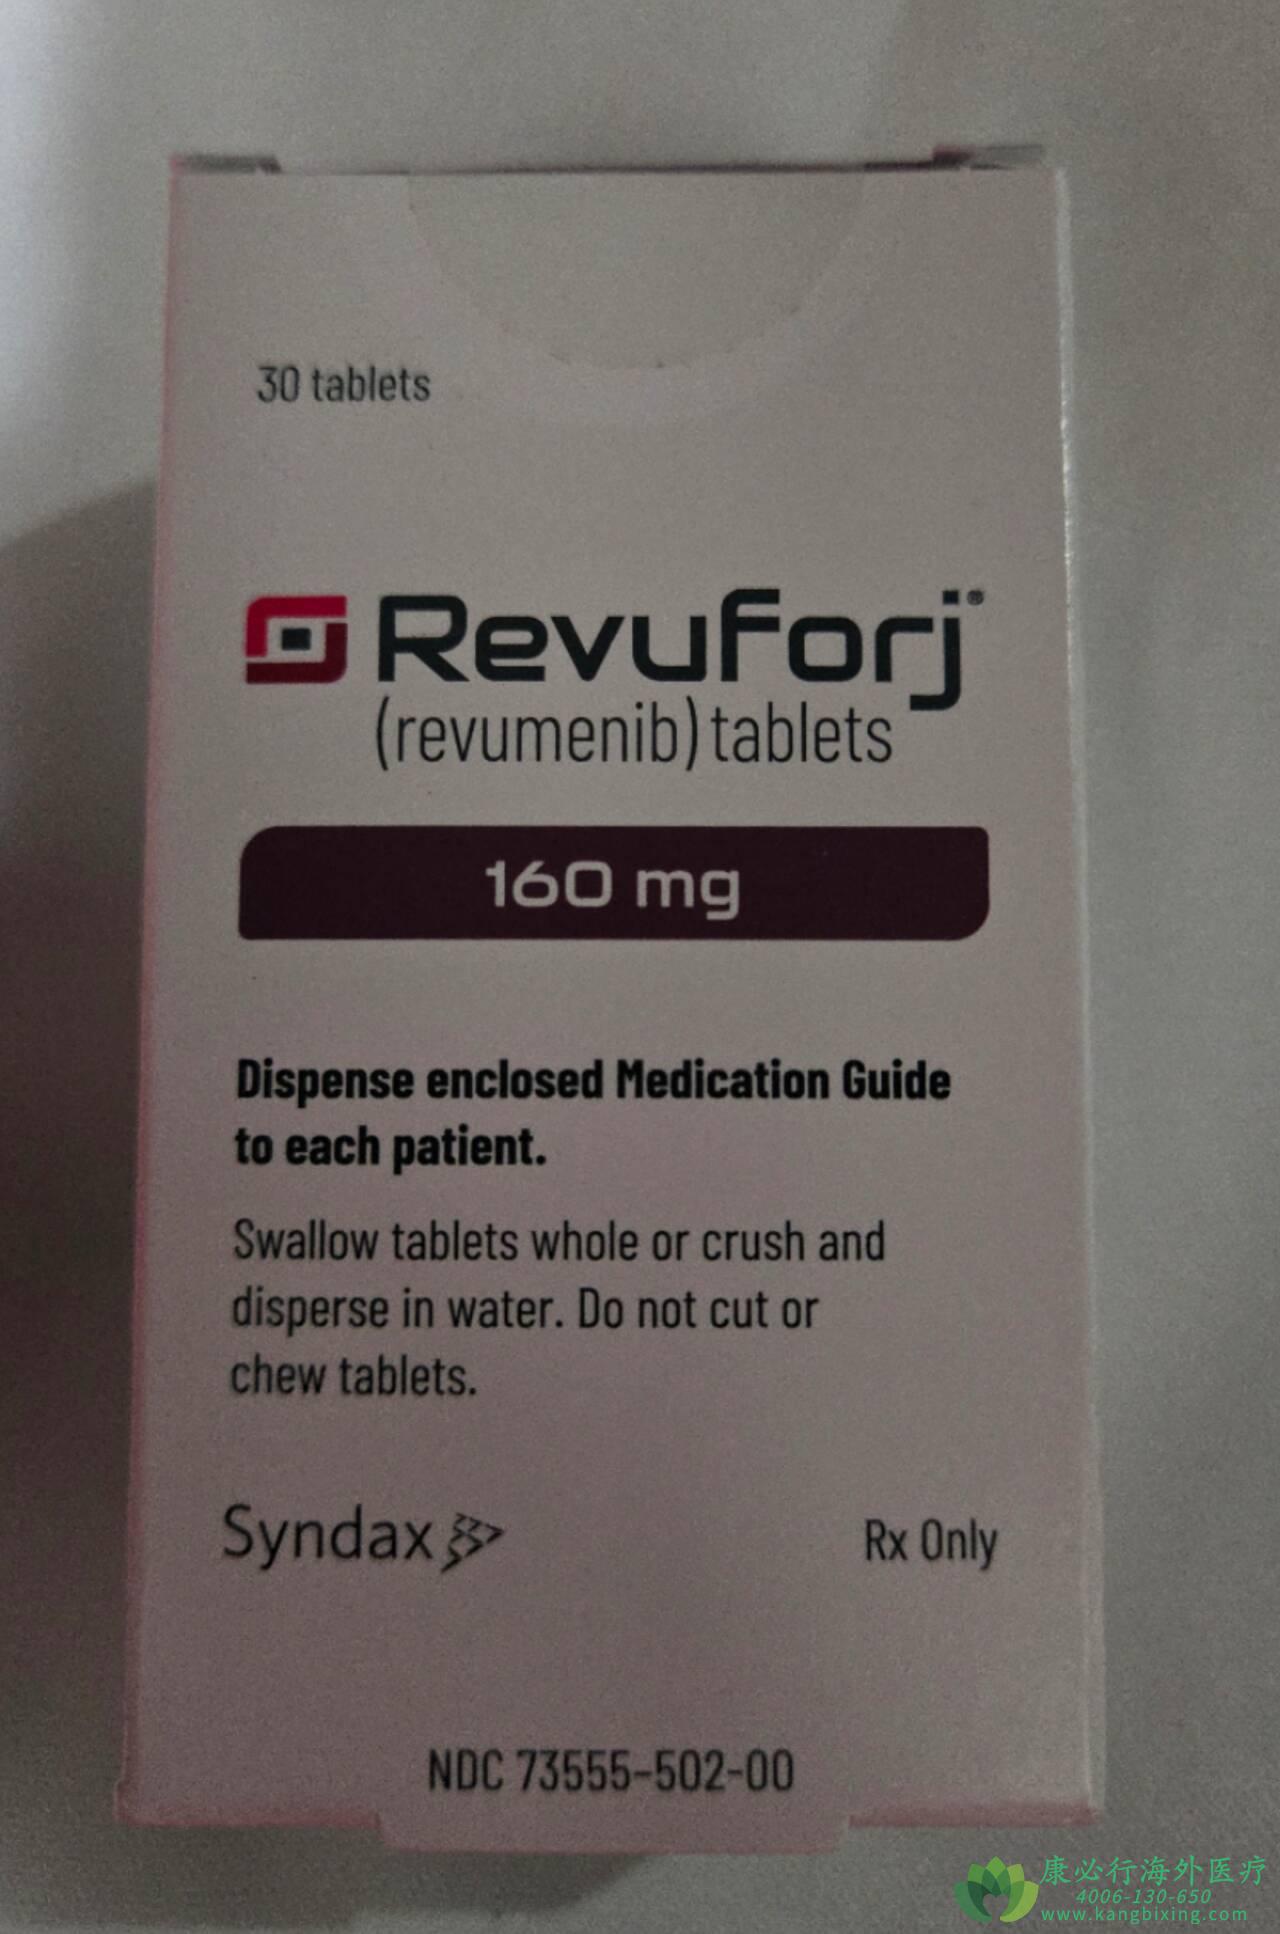 30 tablets
Revuforj®
(revumenib) tablets
160 mg
Dispense enclosed Medication Guide
to each patient.
Swallow tablets whole or crush and
disperse in water. Do not cut or
chew tablets.
Syndax
Rx Only
NDC 73555-502-00
康必行海外医疗
4006-130-650
www.kangbixing.com